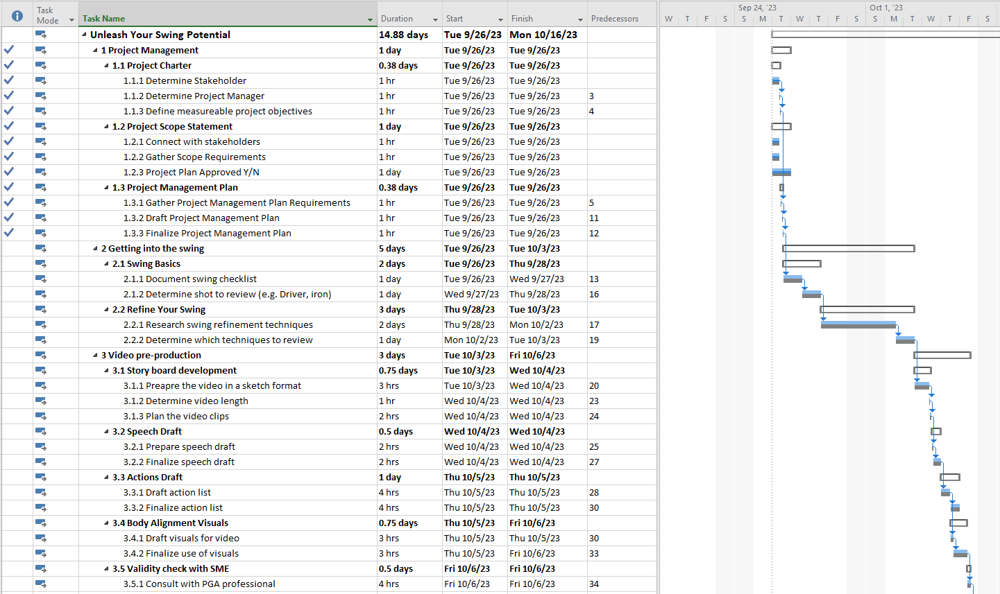 Sep 24, '23 Oct 1, '23
Task Mode Task Name Duration Start Finish Predecessors W T F S S M T W T F S S M T W T F S
Unleash Your Swing Potential 14.88 days Tue 9/26/23 Mon 10/16/23
1 Project Management 1 day Tue 9/26/23 Tue 9/26/23
1.1 Project Charter 0.38 days Tue 9/26/23 Tue 9/26/23
1.1.1 Determine Stakeholder 1 hr Tue 9/26/23 Tue 9/26/23
1.1.2 Determine Project Manager 1 hr Tue 9/26/23 Tue 9/26/23 3
1.1.3 Define measureable project objectives 1 hr Tue 9/26/23 Tue 9/26/23 4
1.2 Project Scope Statement 1 day Tue 9/26/23 Tue 9/26/23
1.2.1 Connect with stakeholders 1 hr Tue 9/26/23 Tue 9/26/23
1.2.2 Gather Scope Requirements 1 hr Tue 9/26/23 Tue 9/26/23
1.2.3 Project Plan Approved Y/N 1 day Tue 9/26/23 Tue 9/26/23
1.3 Project Management Plan 0.38 days Tue 9/26/23 Tue 9/26/23
1.3.1 Gather Project Management Plan Requirements 1 hr Tue 9/26/23 Tue 9/26/23 5
1.3.2 Draft Project Management Plan 1 hr Tue 9/26/23 Tue 9/26/23 11
1.3.3 Finalize Project Management Plan 1 hr Tue 9/26/23 Tue 9/26/23 12
2 Getting into the swing 5 days Tue 9/26/23 Tue 10/3/23
2.1 Swing Basics 2 days Tue 9/26/23 Thu 9/28/23
2.1.1 Document swing checklist 1 day Tue 9/26/23 Wed 9/27/23 13
2.1.2 Determine shot to review (e.g. Driver, iron) 1 day Wed 9/27/23 Thu 9/28/23 16
2.2 Refine Your Swing 3 days Thu 9/28/23 Tue 10/3/23
2.2.1 Research swing refinement techniques 2 days Thu 9/28/23 Mon 10/2/23 17
2.2.2 Determine which techniques to review 1 day Mon 10/2/23 Tue 10/3/23 19
3 Video pre-production 3 days Tue 10/3/23 Fri 10/6/23
3.1 Story board development 0.75 days Tue 10/3/23 Wed 10/4/23
3.1.1 Preapre the video in a sketch format 3 hrs Tue 10/3/23 Wed 10/4/23 20
3.1.2 Determine video length 1 hr Wed 10/4/23 Wed 10/4/23 23
3.1.3 Plan the video clips 2 hrs Wed 10/4/23 Wed 10/4/23 24
3.2 Speech Draft 0.5 days Wed 10/4/23 Wed 10/4/23
3.2.1 Prepare speech draft 2 hrs Wed 10/4/23 Wed 10/4/23 25
3.2.2 Finalize speech draft 2 hrs Wed 10/4/23 Wed 10/4/23 27
3.3 Actions Draft 1 day Thu 10/5/23 Thu 10/5/23
3.3.1 Draft action list 4 hrs Thu 10/5/23 Thu 10/5/23 28
3.3.2 Finalize action list 4 hrs Thu 10/5/23 Thu 10/5/23 30
3.4 Body Alignment Visuals 0.75 days Thu 10/5/23 Fri 10/6/23
3.4.1 Draft visuals for video 3 hrs Thu 10/5/23 Thu 10/5/23 30
3.4.2 Finalize use of visuals 3 hrs Thu 10/5/23 Fri 10/6/23 33
3.5 Validity check with SME 0.5 days Fri 10/6/23 Fri 10/6/23
3.5.1 Consult with PGA professional 4 hrs Fri 10/6/23 Fri 10/6/23 34